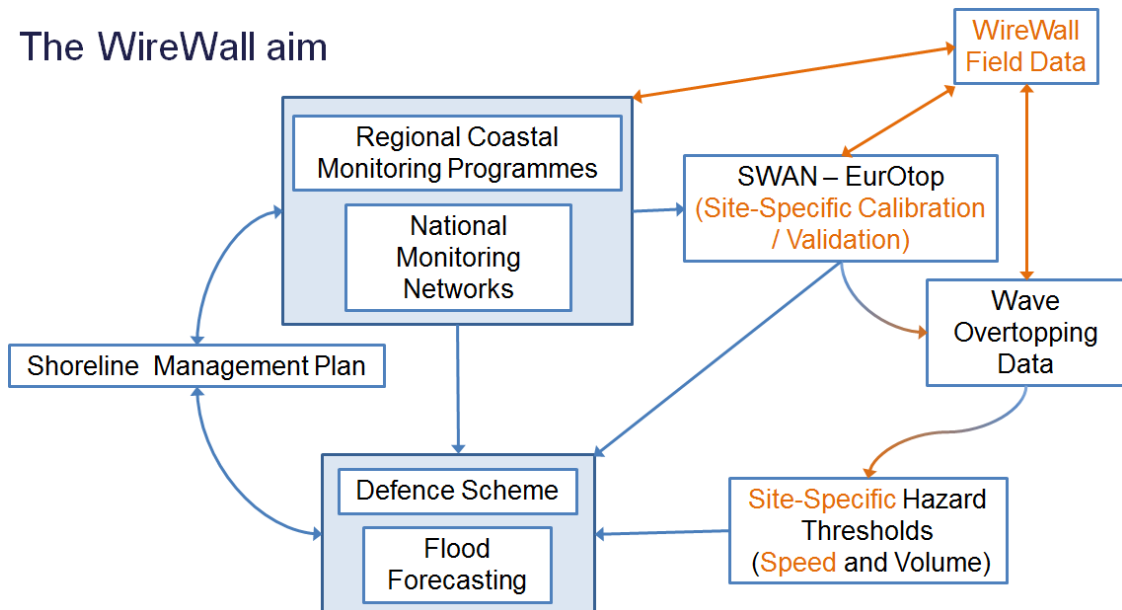 The WireWall aim
WireWall
Field Data
Regional Coastal
Monitoring Programmes
National
Monitoring
Networks
SWAN – EurOtop
(Site-Specific Calibration
/ Validation)
Wave
Overtopping
Data
Shoreline Management Plan
Defence Scheme
Flood
Forecasting
Site-Specific Hazard
Thresholds
(Speed and Volume)